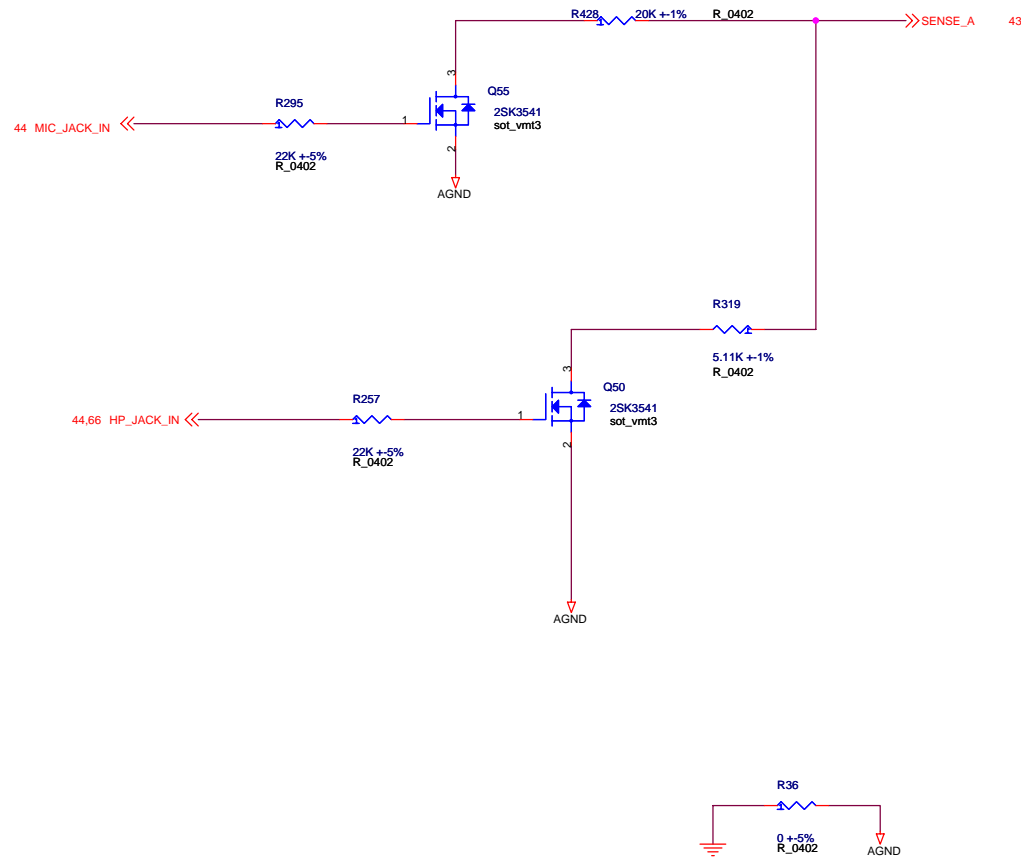 R428 1 20K +-1% R_0402 SENSE_A 43
3
Q55
2SK3541
sot_vmt3
R295
44 MIC_JACK_IN 1 1
22K +-5%
R_0402
2
AGND
R319
1
5.11K +-1%
R_0402
3
Q50
2SK3541
sot_vmt3
R257
44,66 HP_JACK_IN 1 1
22K +-5%
R_0402
2
AGND
R36
1
0 +-5%
R_0402
AGND